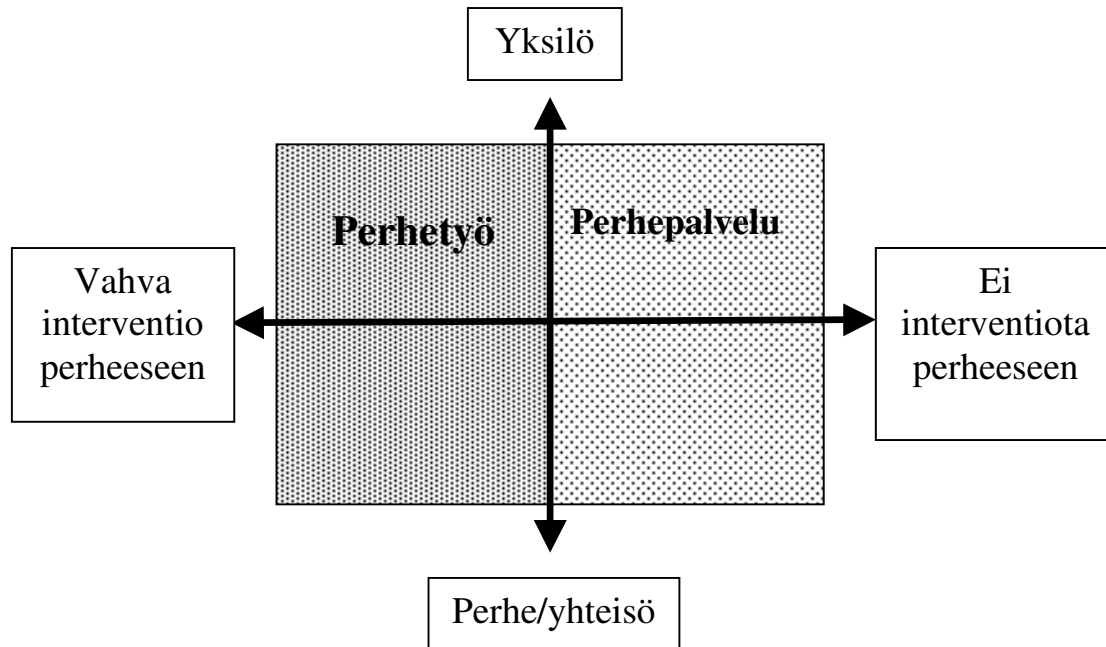 Yksilö
Perhetyö
Perhepalvelu
Vahva
interventio
perheeseen
Ei
interventiota
perheeseen
Perhe/yhteisö